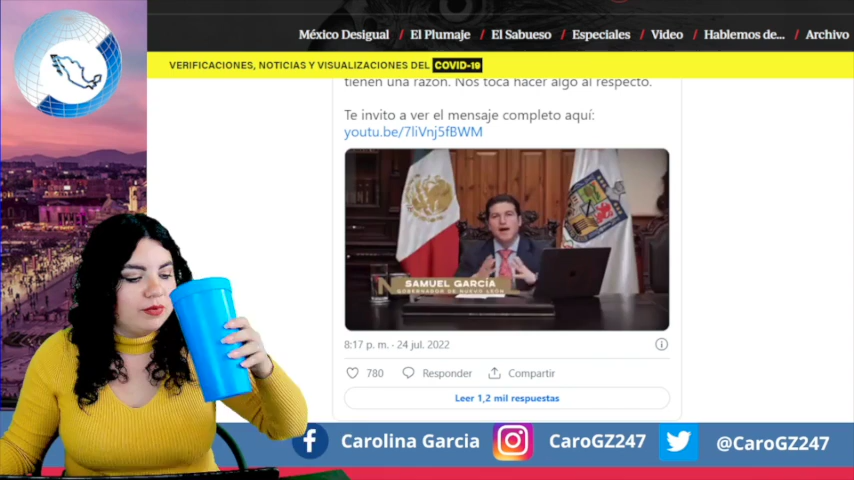 México Desigual / El Plumaje / El Sabueso / Especiales / Video / Hablemos de... / Archivo
VERIFICACIONES, NOTICIAS Y VISUALIZACIONES DEL COVID-19
tienen una razón. Nos toca hacer algo al respecto.
Te invito a ver el mensaje completo aquí:
youtu.be/7liVnj5fBWM
SAMUEL GARCÍA
GOBERNADOR DE NUEVO LEÓN
8:17 p. m. · 24 jul. 2022
780 Responder Compartir
Leer 1,2 mil respuestas
Carolina Garcia CaroGZ247 @CaroGZ247